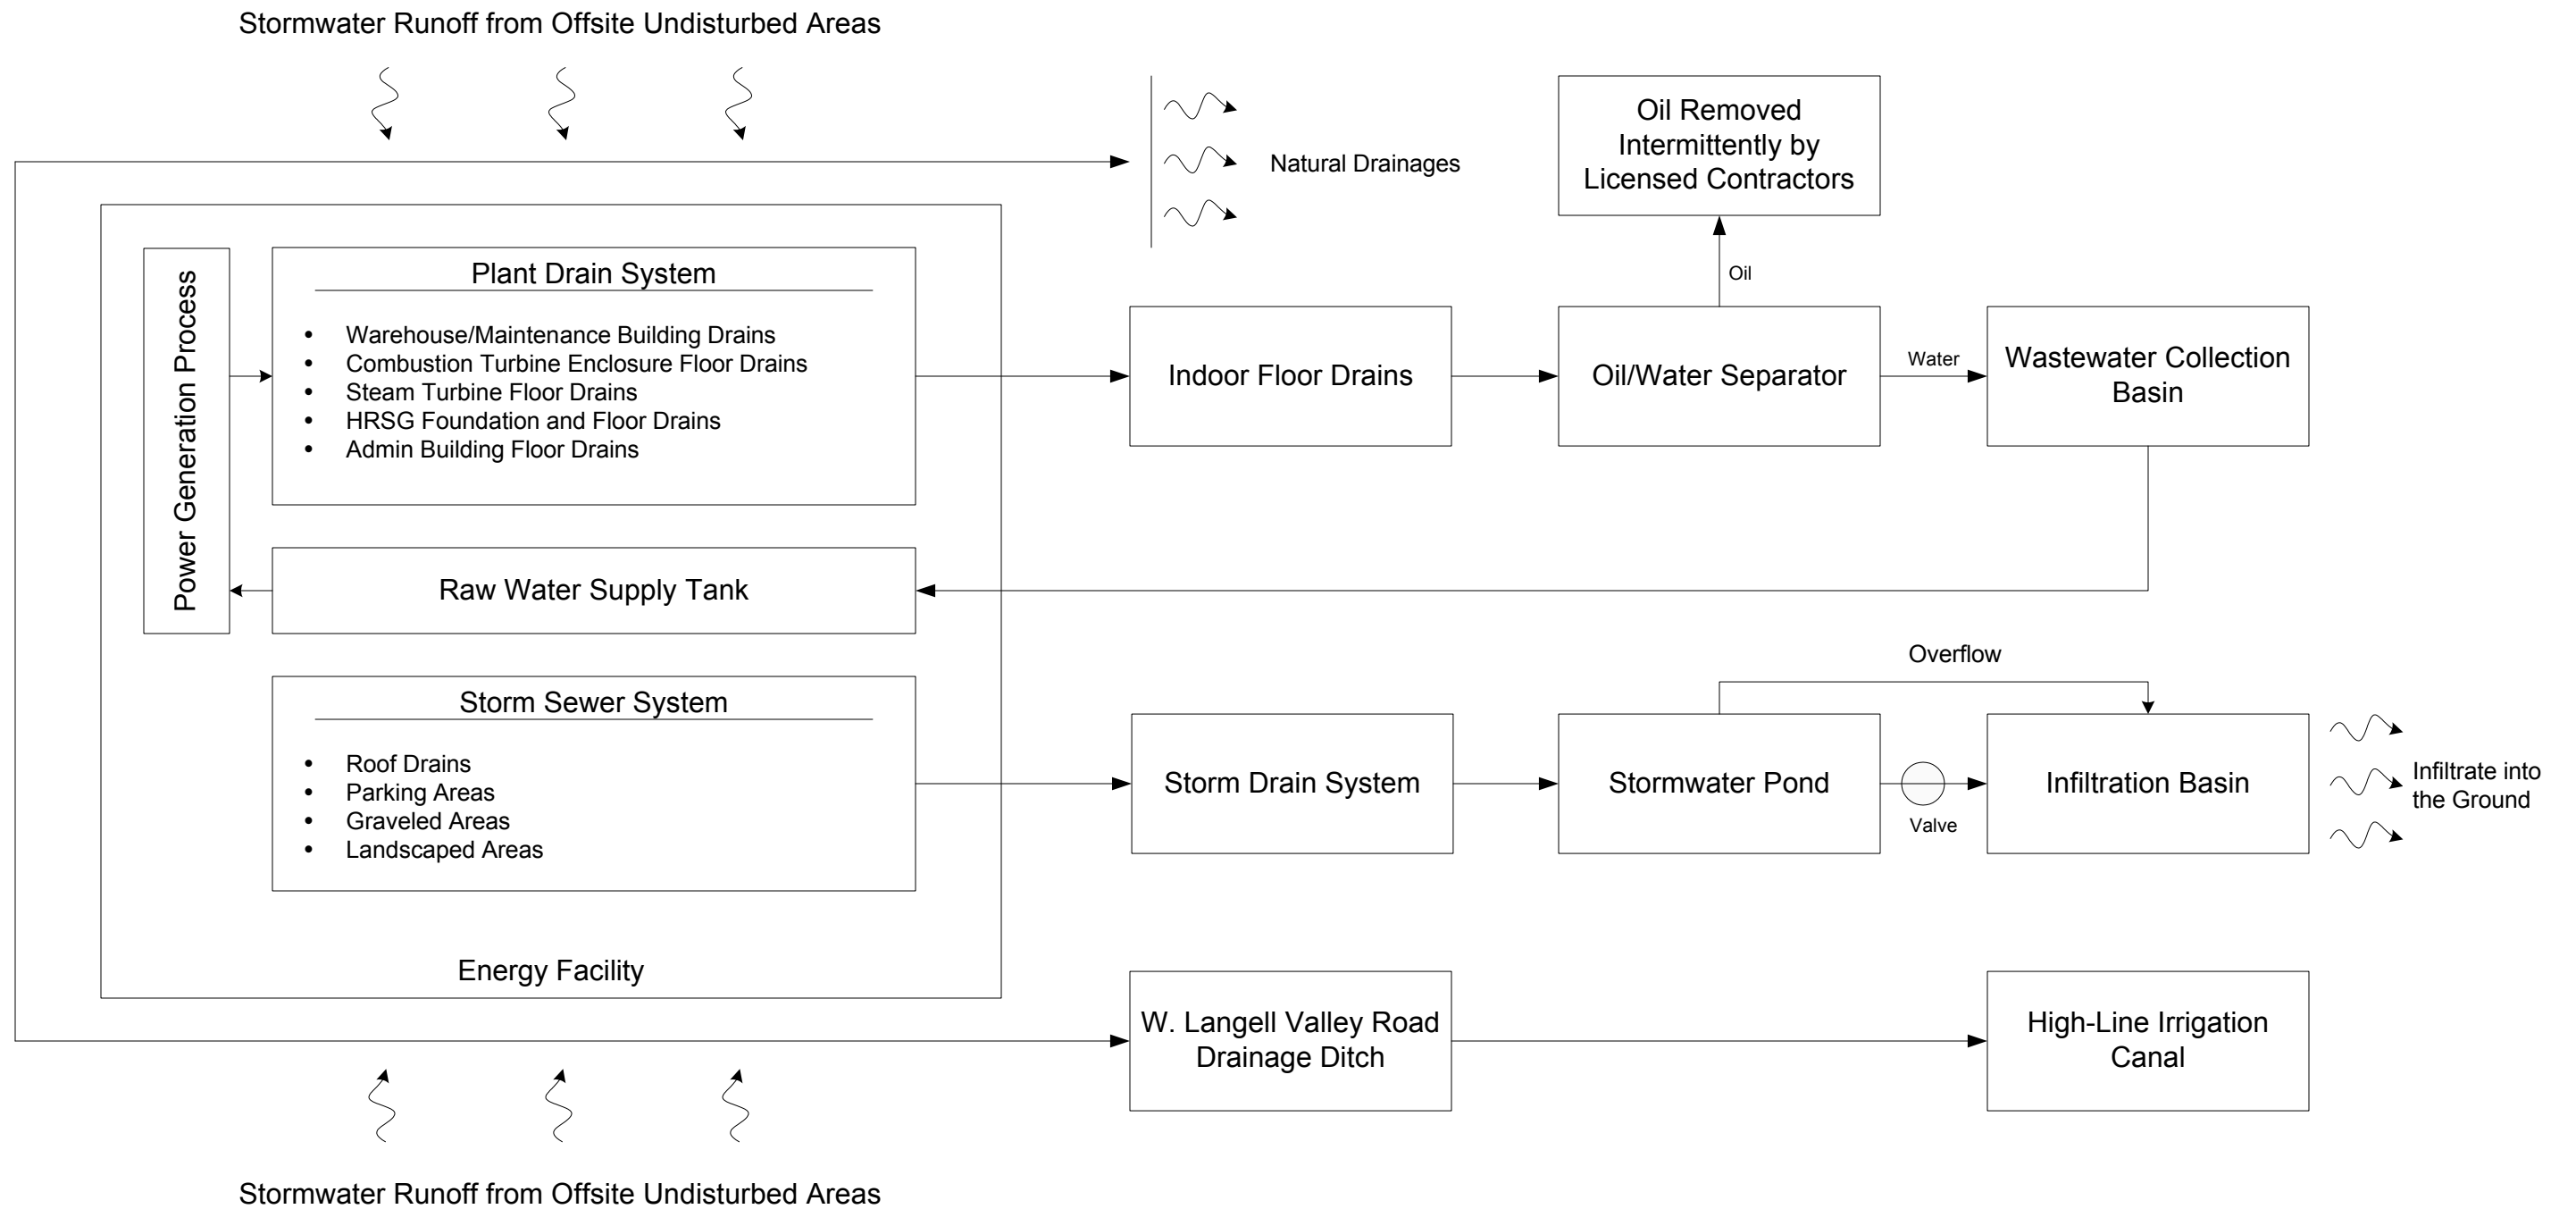 Stormwater Runoff from Offsite Undisturbed Areas
Natural Drainages
Oil Removed
Intermittently by
Licensed Contractors
Oil
Power Generation Process
Plant Drain System
• Warehouse/Maintenance Building Drains
• Combustion Turbine Enclosure Floor Drains
• Steam Turbine Floor Drains
• HRSG Foundation and Floor Drains
• Admin Building Floor Drains
Indoor Floor Drains
Oil/Water Separator
Water
Wastewater Collection
Basin
Raw Water Supply Tank
Storm Sewer System
• Roof Drains
• Parking Areas
• Graveled Areas
• Landscaped Areas
Storm Drain System
Stormwater Pond
Overflow
Valve
Infiltration Basin
Infiltrate into
the Ground
Energy Facility
W. Langell Valley Road
Drainage Ditch
High-Line Irrigation
Canal
Stormwater Runoff from Offsite Undisturbed Areas